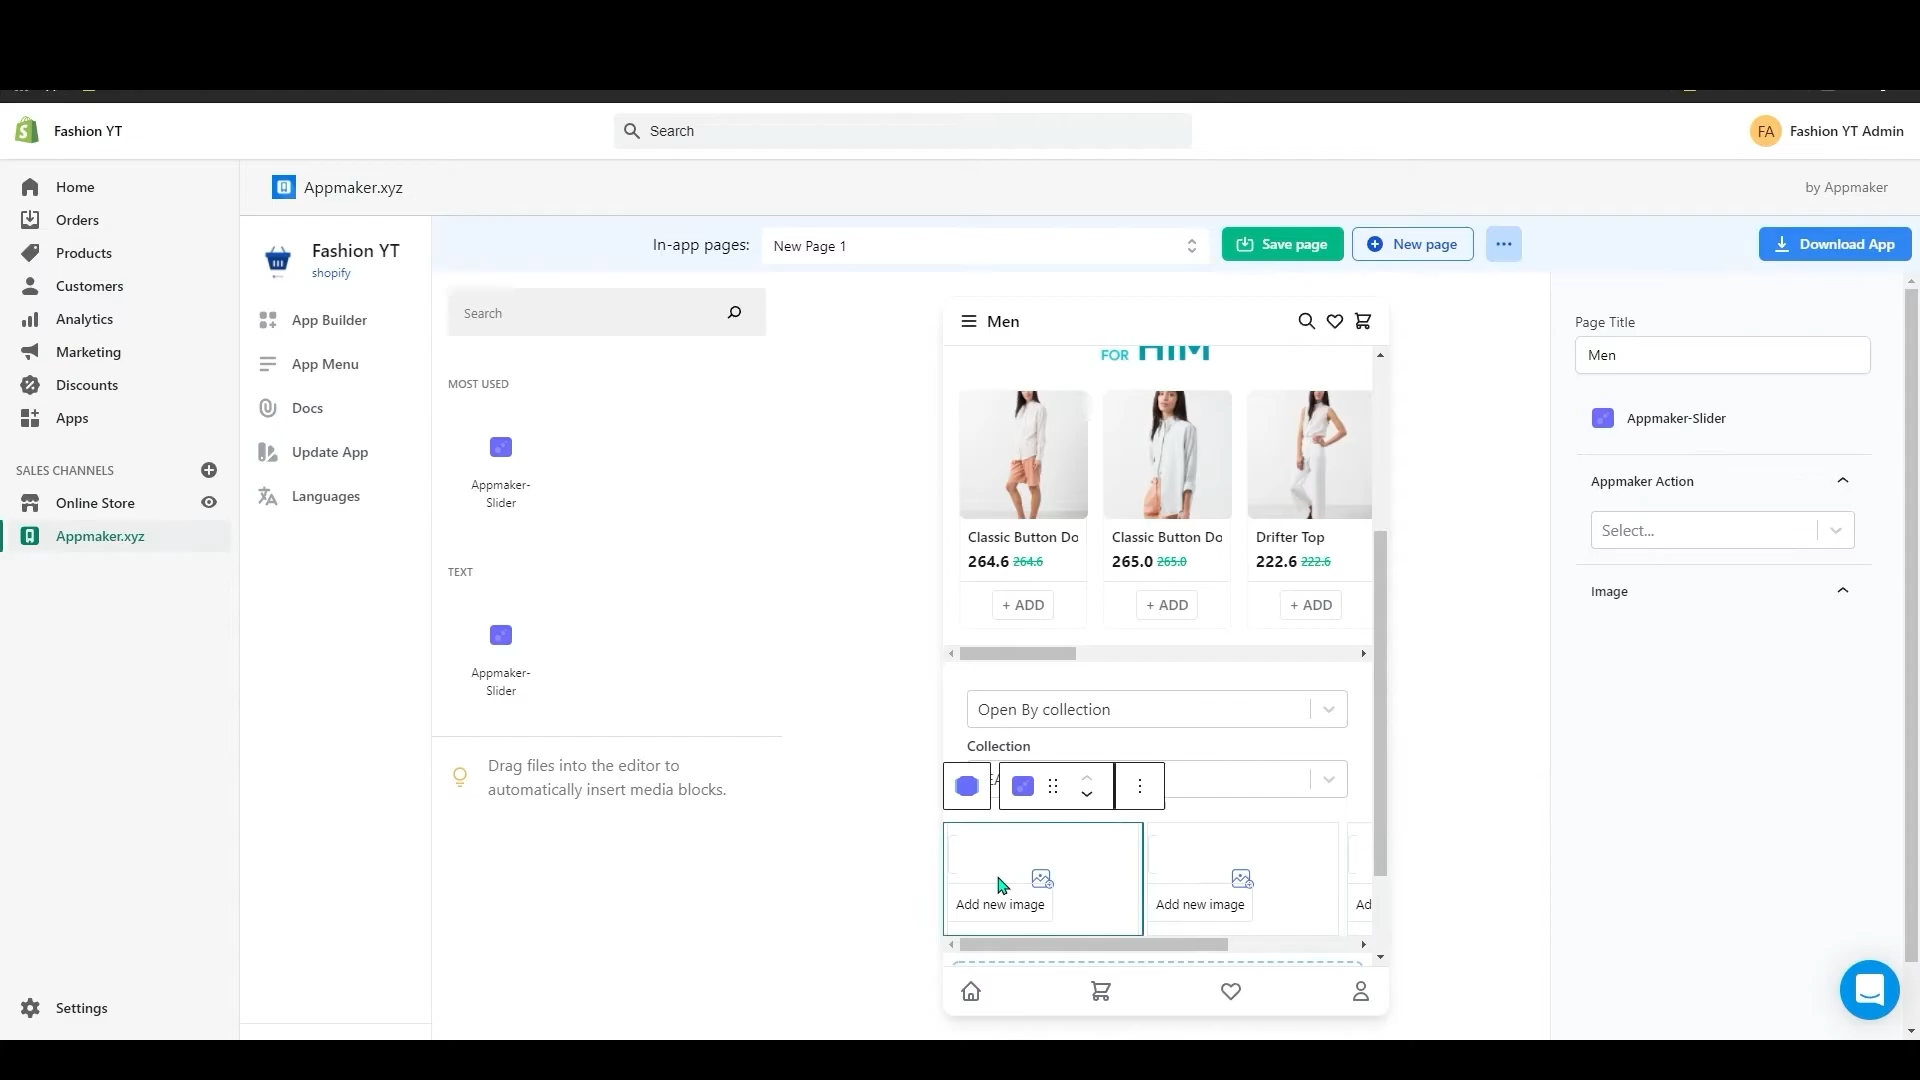 Fashion YT
Search
FA
Fashion YT Admin
Home
Orders
Products
Customers
Analytics
Marketing
Discounts
Apps
SALES CHANNELS
Online Store
Appmaker.xyz
Settings
Appmaker.xyz
by Appmaker
Fashion YT
shopify
App Builder
App Menu
Docs
Update App
Languages
In-app pages:
New Page 1
Save page
New page
Download App
Search
MOST USED
Appmaker-
Slider
TEXT
Appmaker-
Slider
Drag files into the editor to
automatically insert media blocks.
Men
FOR HIM
Classic Button Do
264.6 264.6
+ ADD
Classic Button Do
265.0 265.0
+ ADD
Drifter Top
222.6 222.6
+ ADD
Open By collection
Collection
Add new image
Add new image
Ad
Page Title
Men
Appmaker-Slider
Appmaker Action
Select...
Image